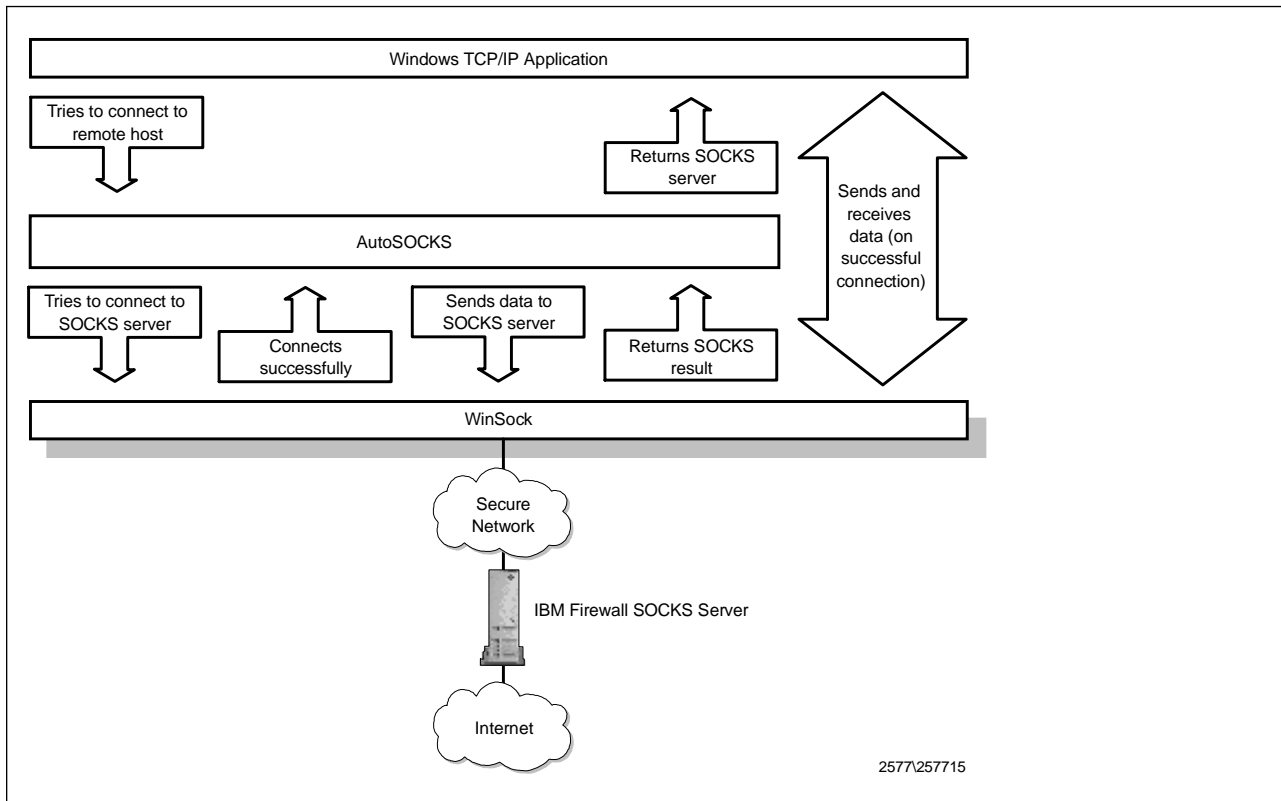 Windows TCP/IP Application
Tries to connect to
remote host
Returns SOCKS
server
Sends and
receives
data (on
successful
connection)
AutoSOCKS
Tries to connect to
SOCKS server
Connects
successfully
Sends data to
SOCKS server
Returns SOCKS
result
WinSock
Secure
Network
IBM Firewall SOCKS Server
Internet
2577\257715